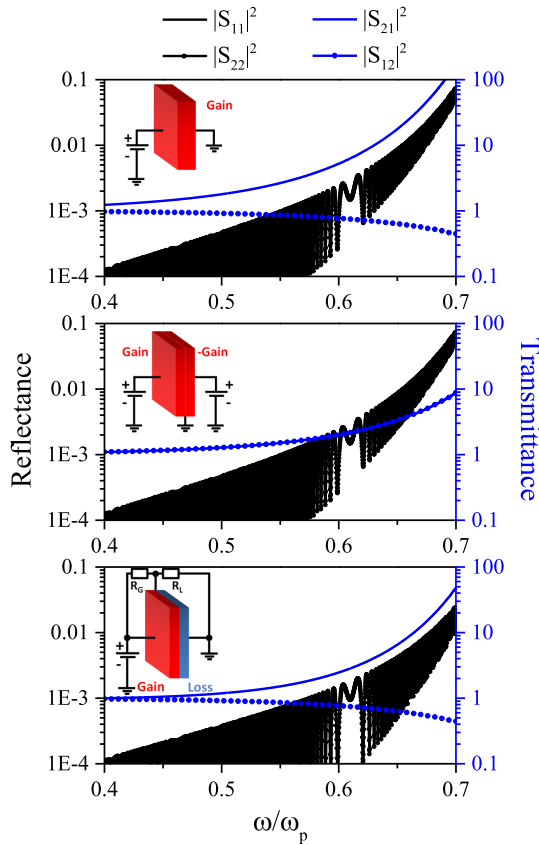 |S₁₁|² |S₂₁|²
|S₂₂|² |S₁₂|²
0.1 100
Gain
+
-
0.01 10
1E-3 1
1E-4 0.1
0.4 0.5 0.6 0.7
0.1 100
Gain -Gain
+ +
- -
0.01 10
1E-3 1
1E-4 0.1
0.4 0.5 0.6 0.7
Reflectance
Transmittance
0.1 100
R_G R_L
0.01 10
+
-
Gain Loss
1E-3 1
1E-4 0.1
0.4 0.5 0.6 0.7
ω/ωₚ